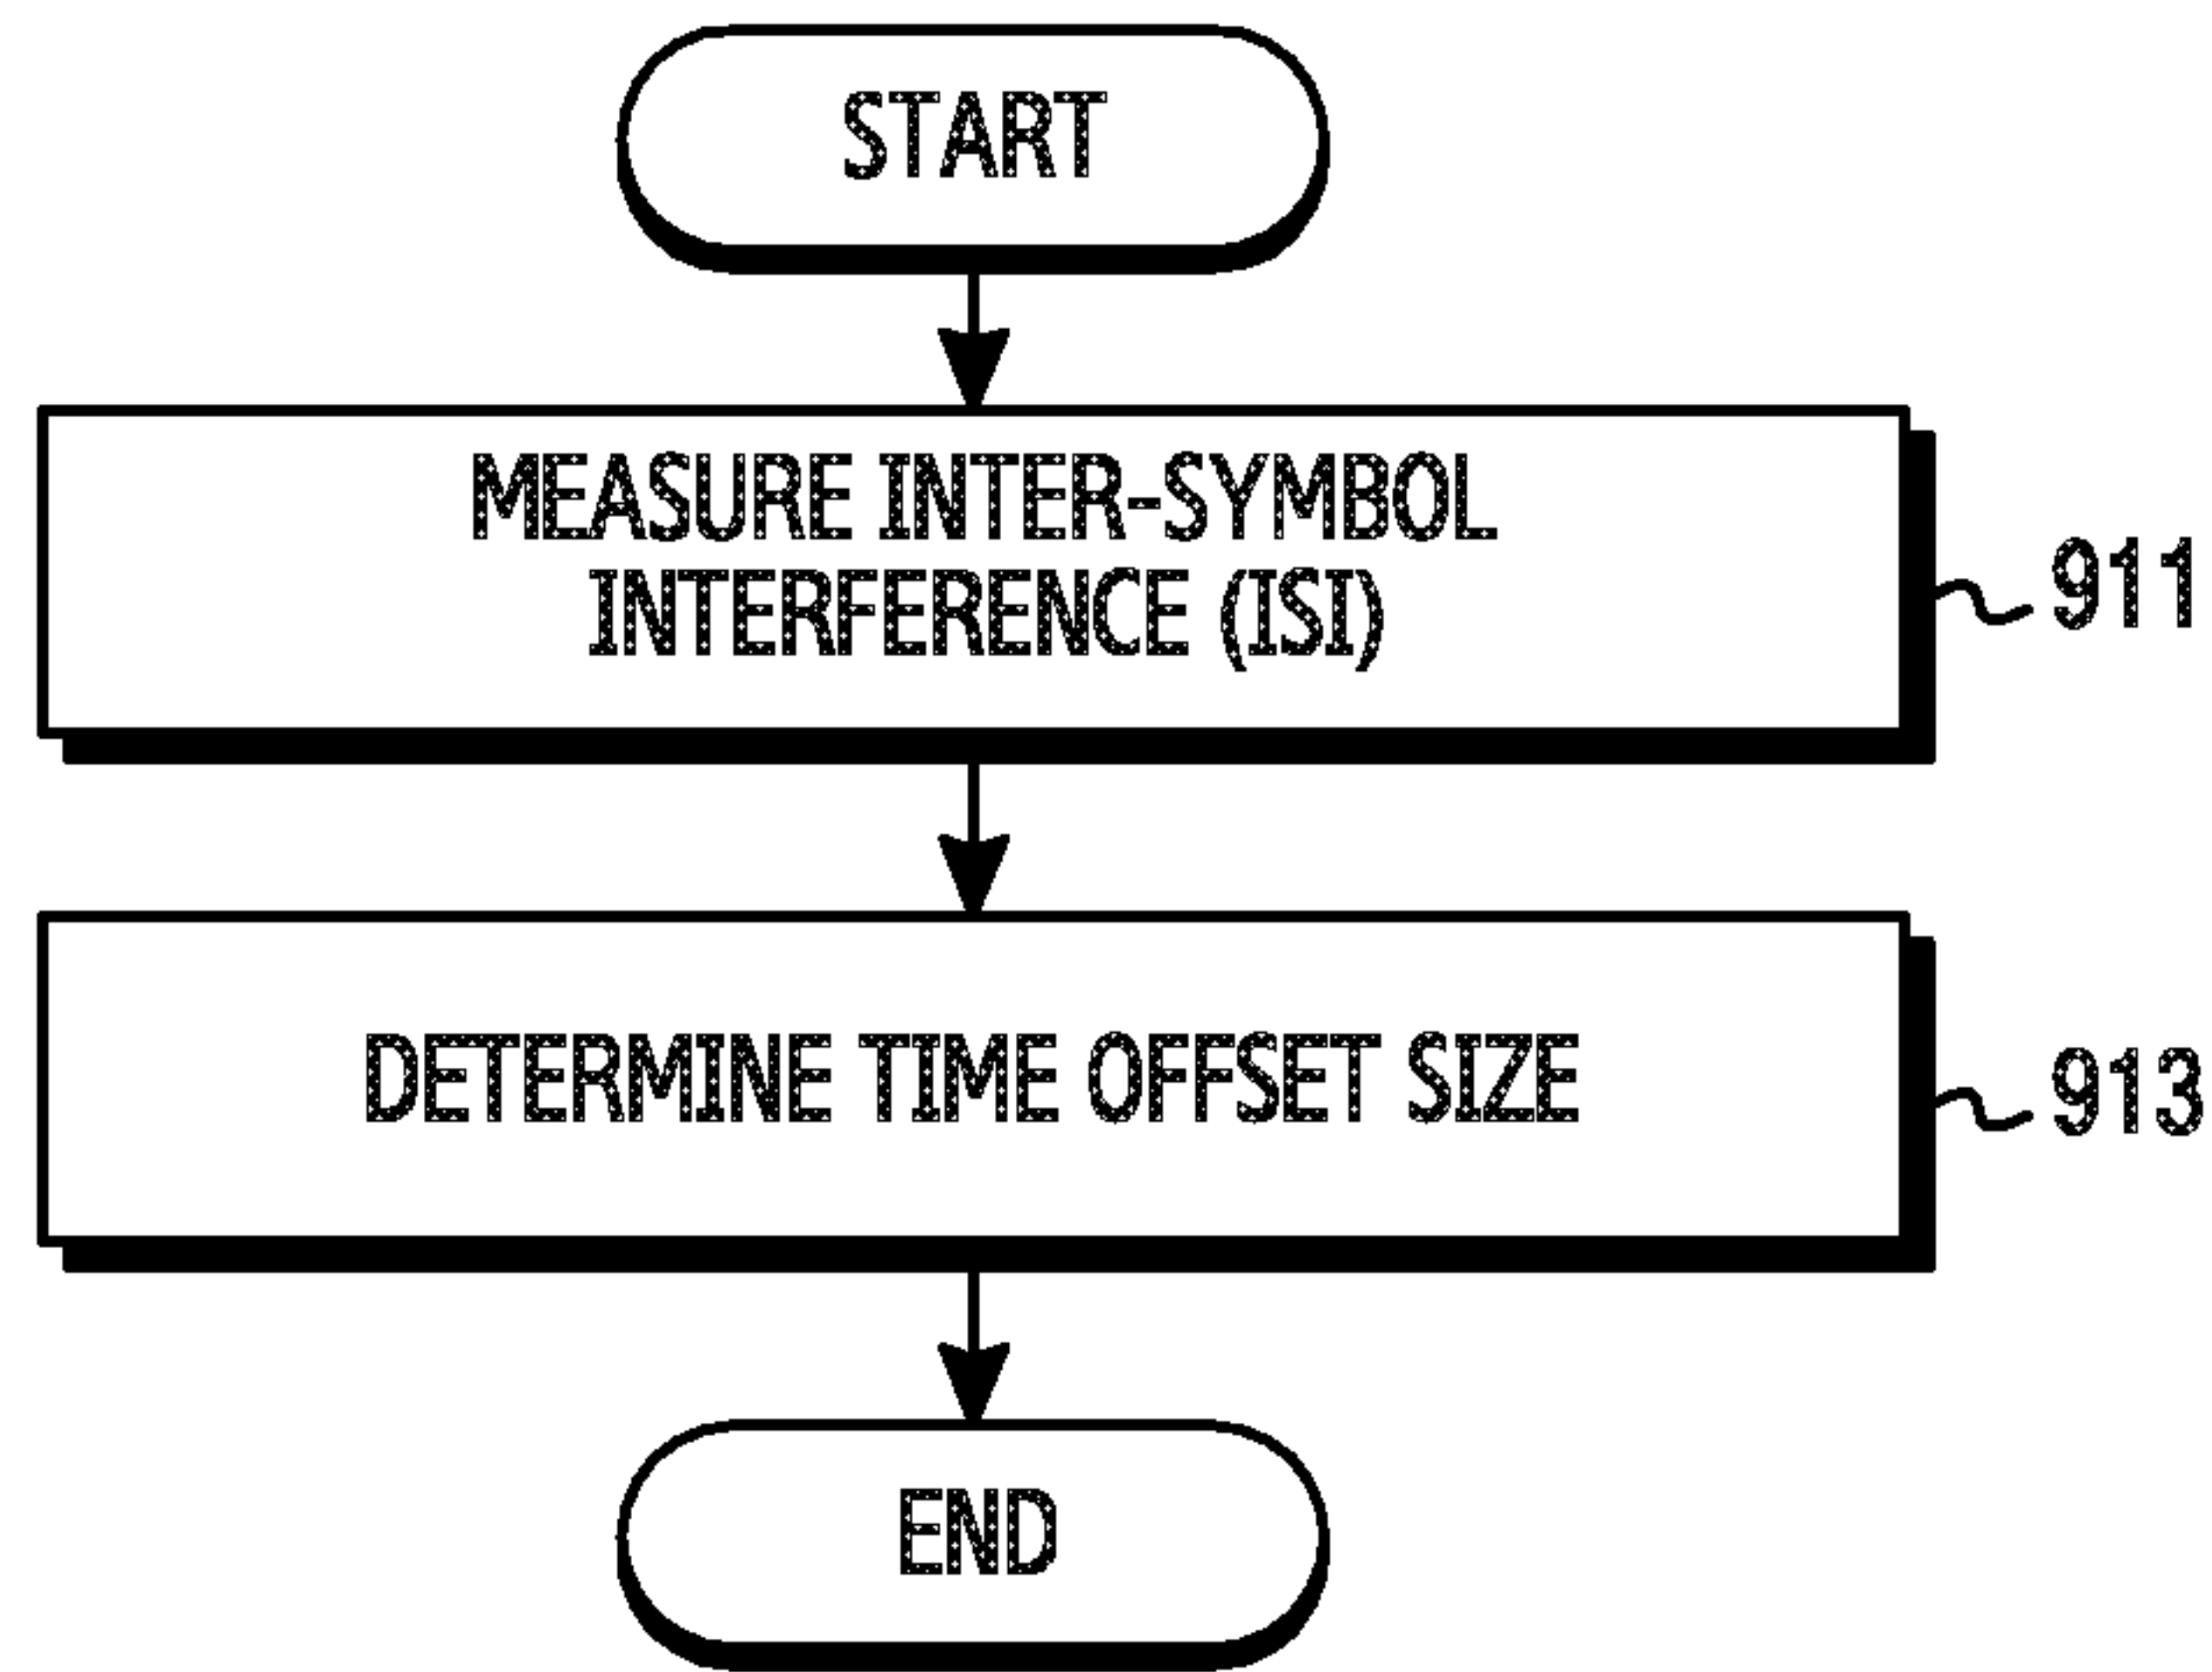 START
MEASURE INTER-SYMBOL
INTERFERENCE (ISI)
911
DETERMINE TIME OFFSET SIZE
913
END